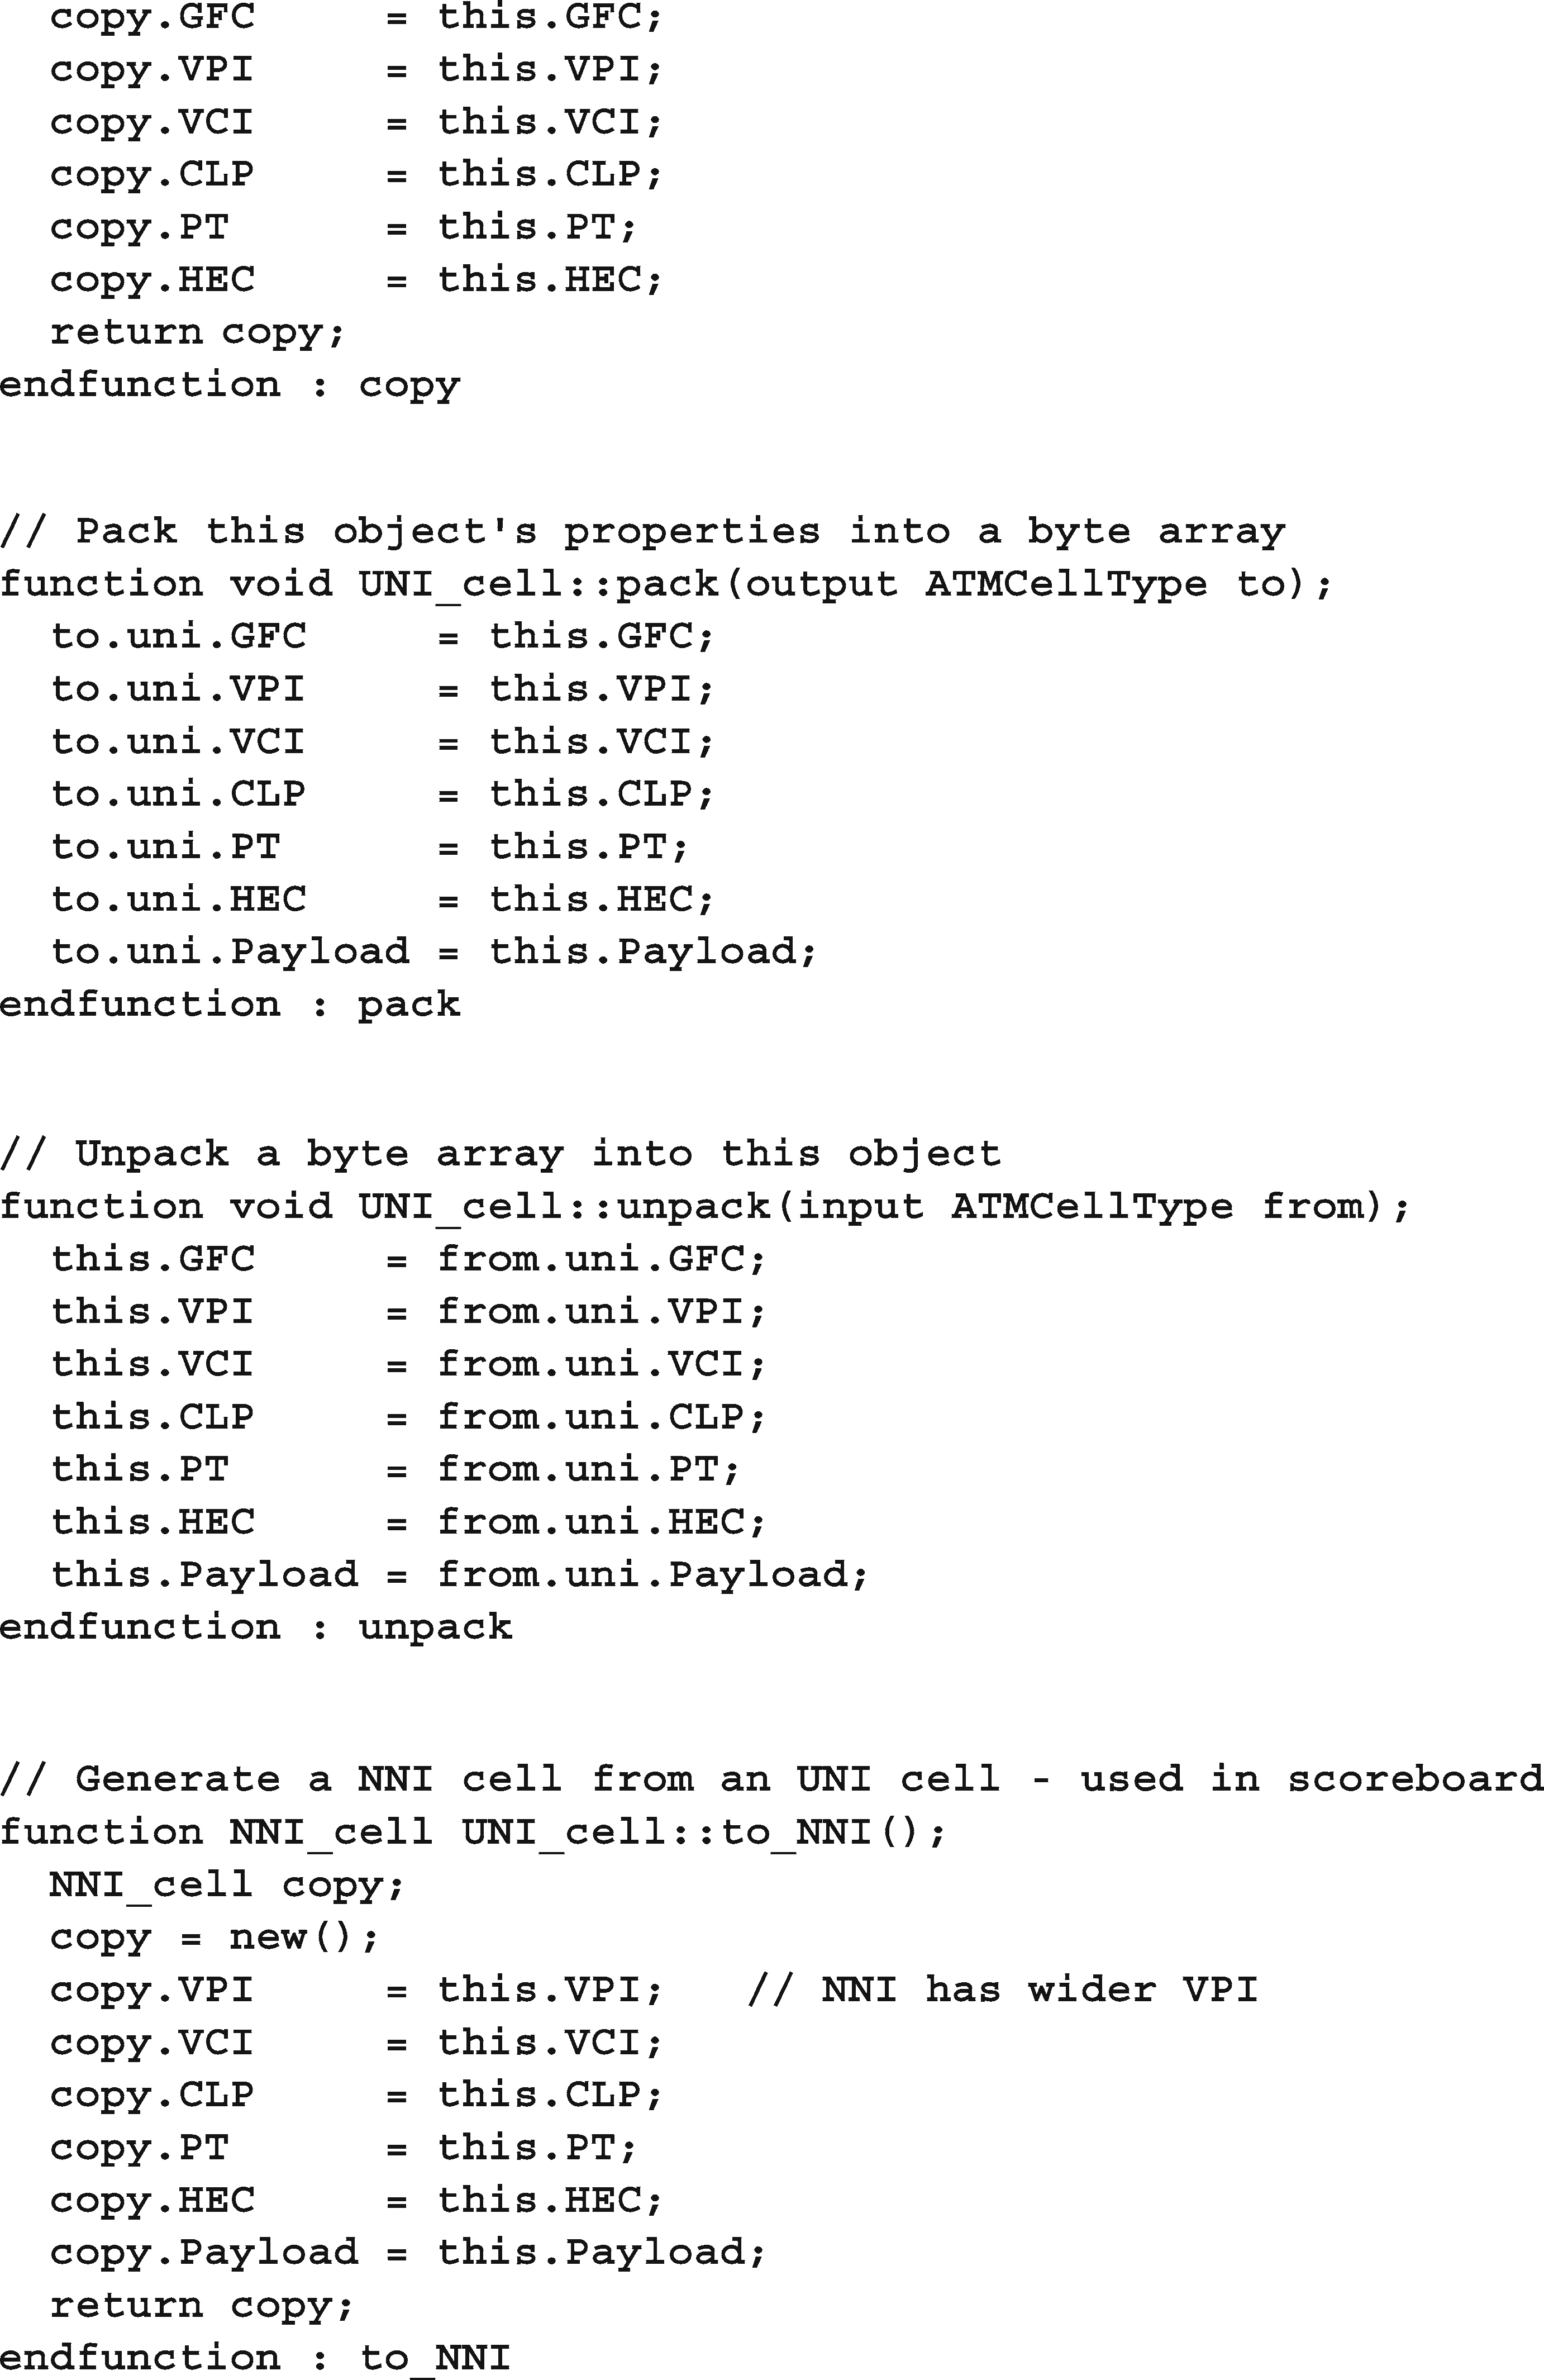 copy.GFC = this.GFC;
copy.VPI = this.VPI;
copy.VCI = this.VCI;
copy.CLP = this.CLP;
copy.PT = this.PT;
copy.HEC = this.HEC;
return copy;
endfunction : copy
// Pack this object's properties into a byte array
function void UNI_cell::pack(output ATMCellType to);
to.uni.GFC = this.GFC;
to.uni.VPI = this.VPI;
to.uni.VCI = this.VCI;
to.uni.CLP = this.CLP;
to.uni.PT = this.PT;
to.uni.HEC = this.HEC;
to.uni.Payload = this.Payload;
endfunction : pack
// Unpack a byte array into this object
function void UNI_cell::unpack(input ATMCellType from);
this.GFC = from.uni.GFC;
this.VPI = from.uni.VPI;
this.VCI = from.uni.VCI;
this.CLP = from.uni.CLP;
this.PT = from.uni.PT;
this.HEC = from.uni.HEC;
this.Payload = from.uni.Payload;
endfunction : unpack
// Generate a NNI cell from an UNI cell - used in scoreboard
function NNI_cell UNI_cell::to_NNI();
NNI_cell copy;
copy = new();
copy.VPI = this.VPI; // NNI has wider VPI
copy.VCI = this.VCI;
copy.CLP = this.CLP;
copy.PT = this.PT;
copy.HEC = this.HEC;
copy.Payload = this.Payload;
return copy;
endfunction : to_NNI